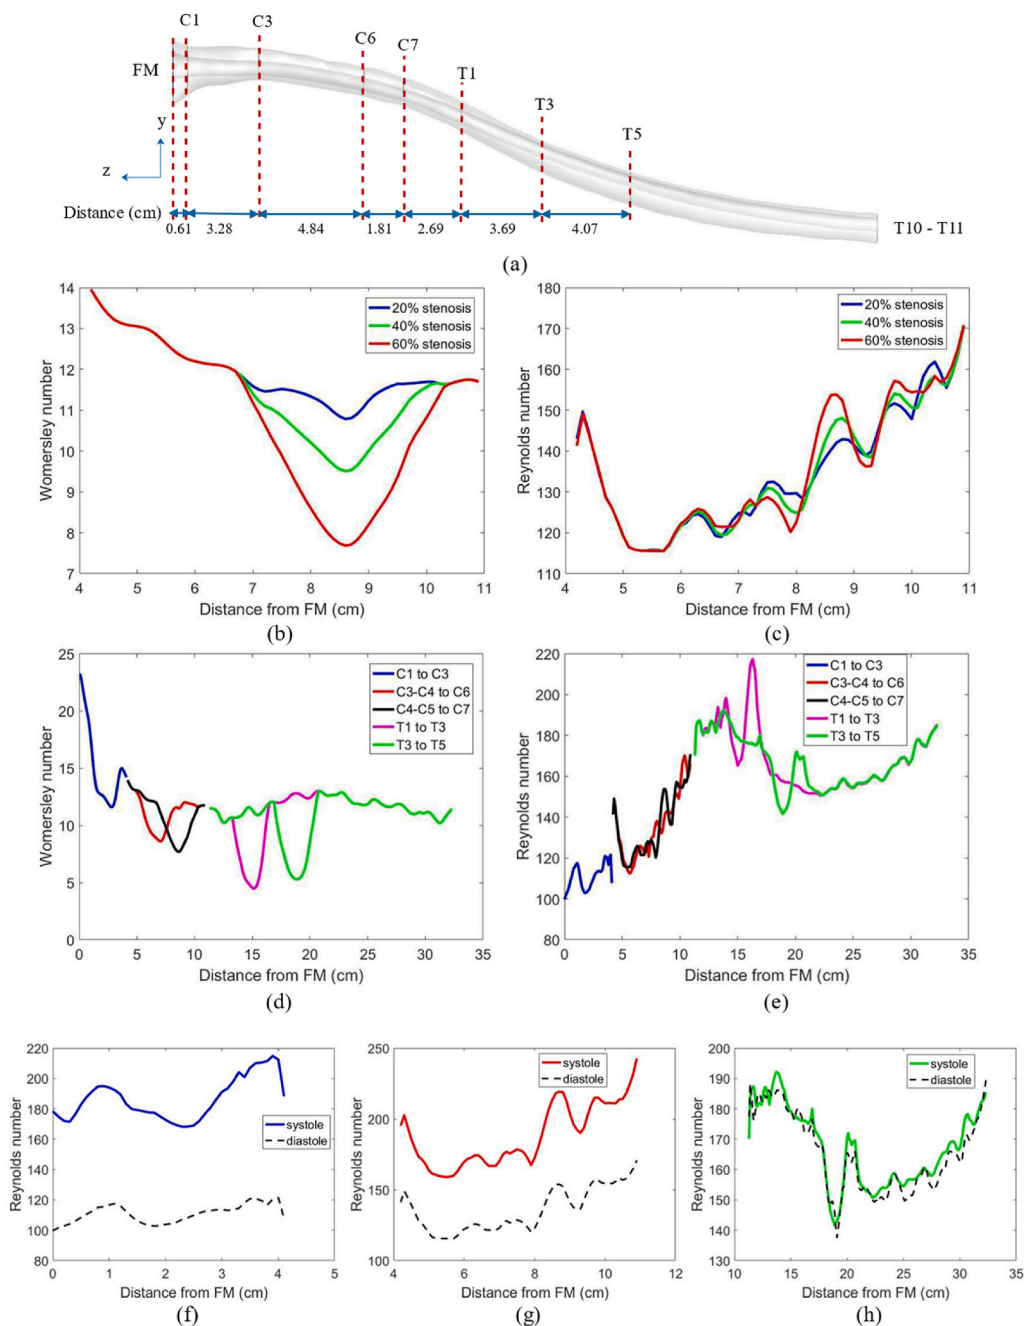 C1
C3
C6
C7
T1
T3
T5
FM
y
z
Distance (cm)
0.61 3.28 4.84 1.81 2.69 3.69 4.07
T10 - T11
(a)
14
13
12
11
10
9
8
7
4 5 6 7 8 9 10 11
Womersley number
Distance from FM (cm)
20% stenosis
40% stenosis
60% stenosis
(b)
180
170
160
150
140
130
120
110
4 5 6 7 8 9 10 11
Reynolds number
Distance from FM (cm)
20% stenosis
40% stenosis
60% stenosis
(c)
25
20
15
10
5
0
0 5 10 15 20 25 30 35
Womersley number
Distance from FM (cm)
C1 to C3
C3-C4 to C6
C4-C5 to C7
T1 to T3
T3 to T5
(d)
220
200
180
160
140
120
100
80
0 5 10 15 20 25 30 35
Reynolds number
Distance from FM (cm)
C1 to C3
C3-C4 to C6
C4-C5 to C7
T1 to T3
T3 to T5
(e)
220
200
180
160
140
120
100
80
0 1 2 3 4 5
Reynolds number
Distance from FM (cm)
systole
diastole
(f)
250
200
150
100
4 6 8 10 12
Reynolds number
Distance from FM (cm)
systole
diastole
(g)
200
190
180
170
160
150
140
130
10 15 20 25 30 35
Reynolds number
Distance from FM (cm)
systole
diastole
(h)